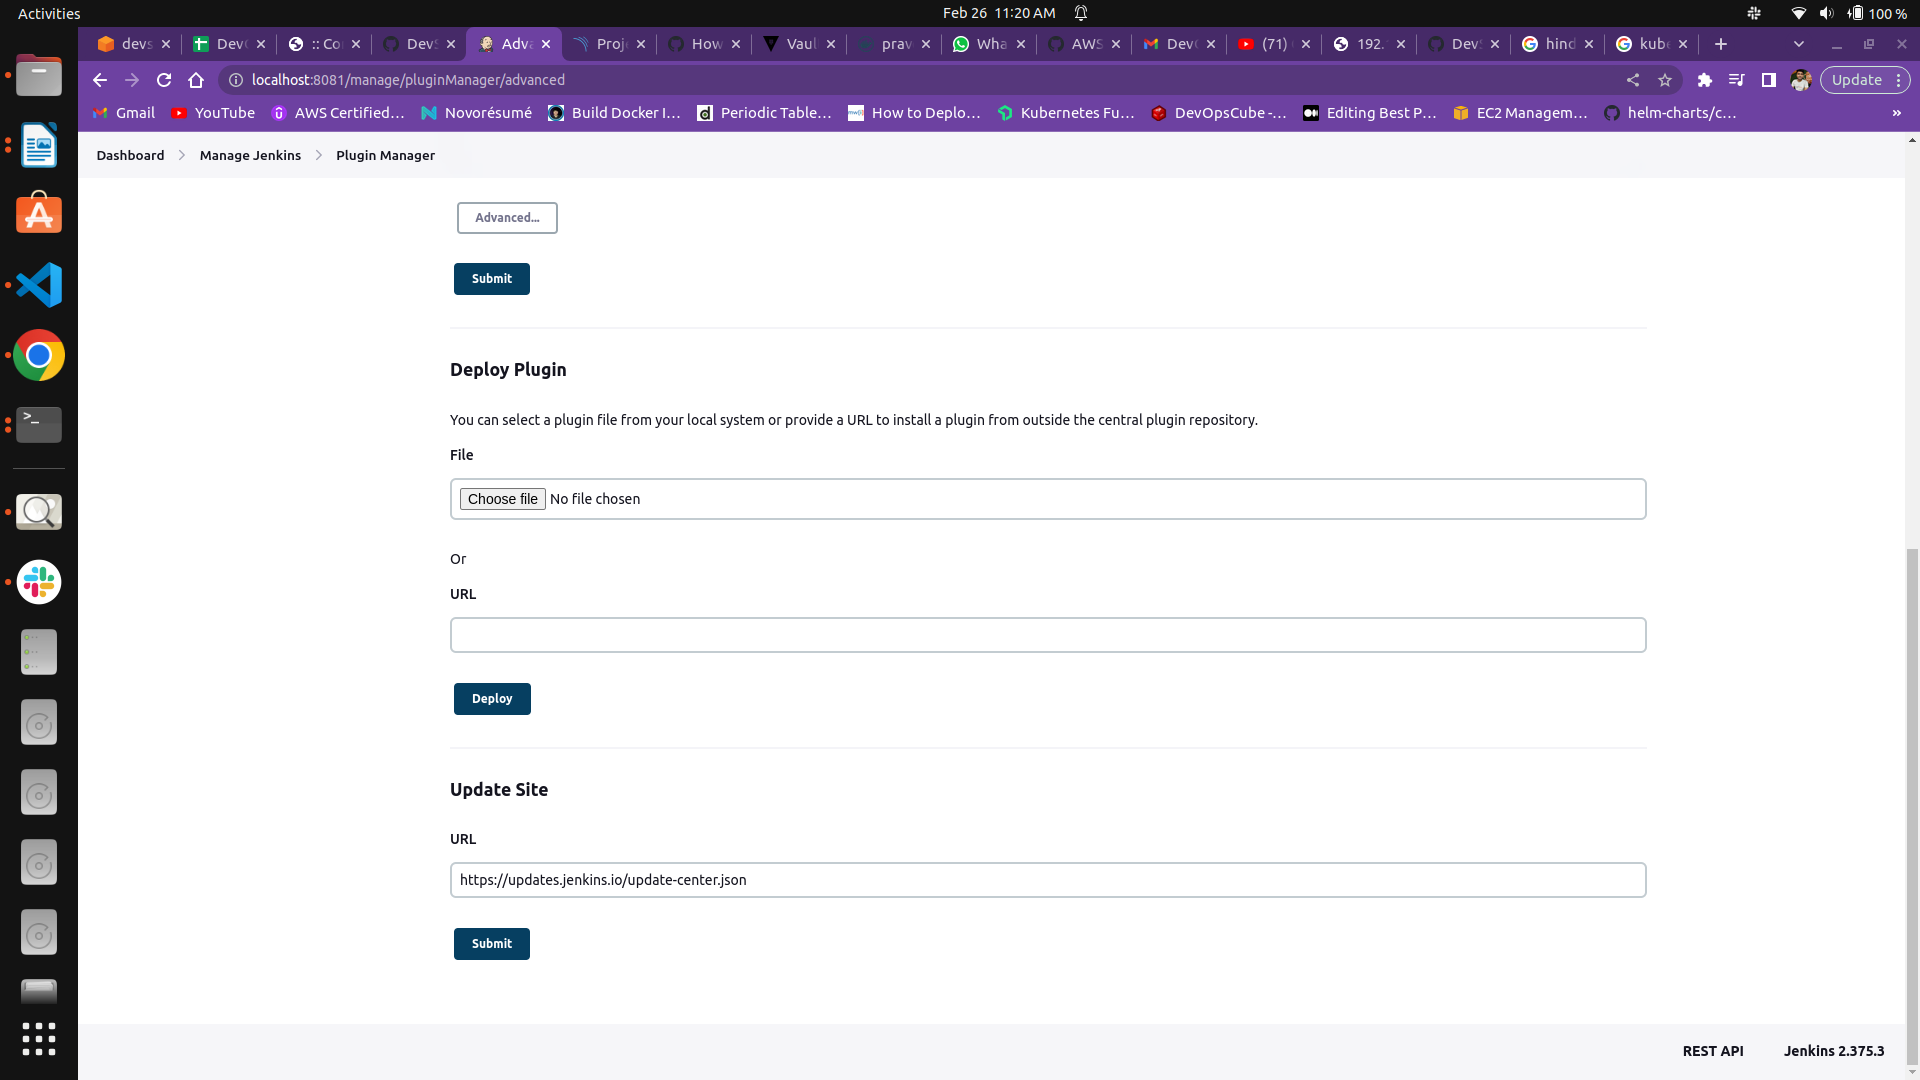 Activities
Feb 26 11:20 AM
100 %
devs
Dev
:: Co
Dev
Adva
Proj
How
Vaul
prav
Wha
AWS
Dev
(71)
192.
Dev
hind
kube
localhost:8081/manage/pluginManager/advanced
Update
Gmail
YouTube
AWS Certified…
Novorésumé
Build Docker I…
Periodic Table…
How to Deplo…
Kubernetes Fu…
DevOpsCube -…
Editing Best P…
EC2 Managem…
helm-charts/c…
»
Dashboard
Manage Jenkins
Plugin Manager
Advanced...
Submit
Deploy Plugin
You can select a plugin file from your local system or provide a URL to install a plugin from outside the central plugin repository.
File
Choose file No file chosen
Or
URL
Deploy
Update Site
URL
https://updates.jenkins.io/update-center.json
Submit
REST API
Jenkins 2.375.3